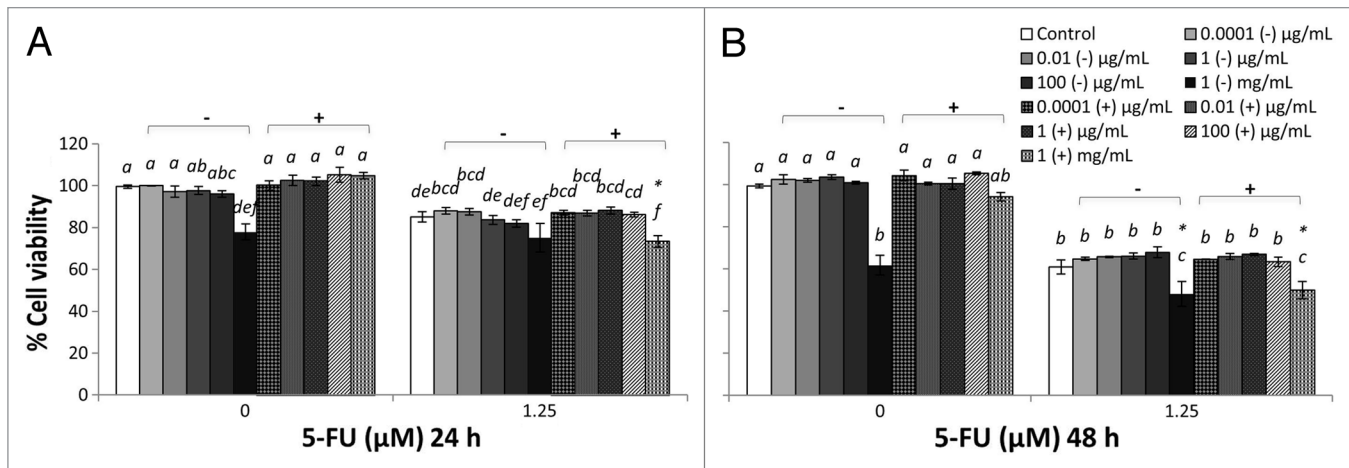 A
- +
120
100
80
60
40
20
0
% Cell viability
a a a ab abc def a a a a a
de bcd bcd de def ef bcd bcd bcd cd * f
- +
0 1.25
5-FU (µM) 24 h
B
Control 0.0001 (-) µg/mL
0.01 (-) µg/mL 1 (-) µg/mL
100 (-) µg/mL 1 (-) mg/mL
0.0001 (+) µg/mL 0.01 (+) µg/mL
1 (+) µg/mL 100 (+) µg/mL
1 (+) mg/mL
- +
a a a a a b a a a a ab
- +
b b b b b * c b b b b * c
0 1.25
5-FU (µM) 48 h